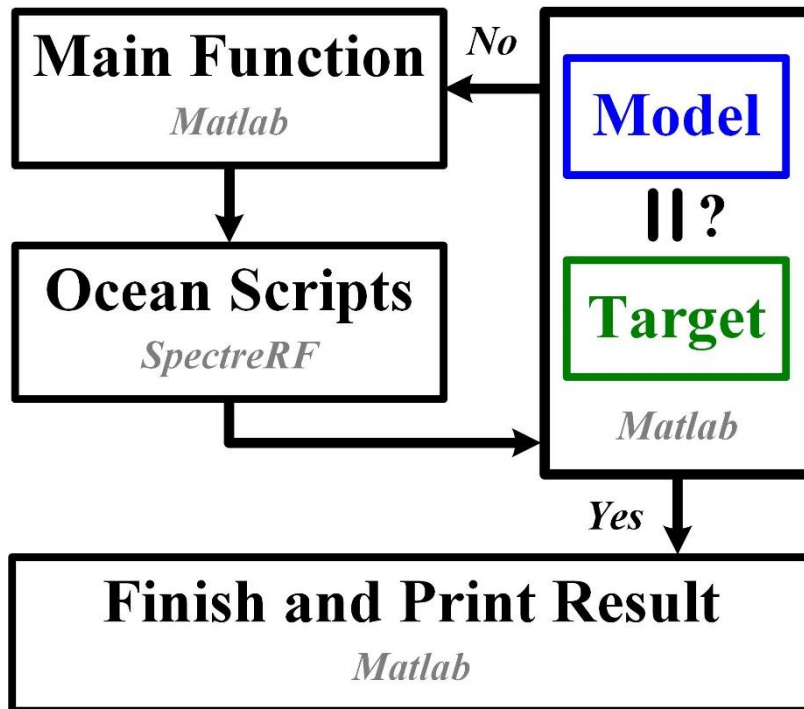 Main Function
Matlab
No
Model
||?
Target
Matlab
Ocean Scripts
SpectreRF
Yes
Finish and Print Result
Matlab